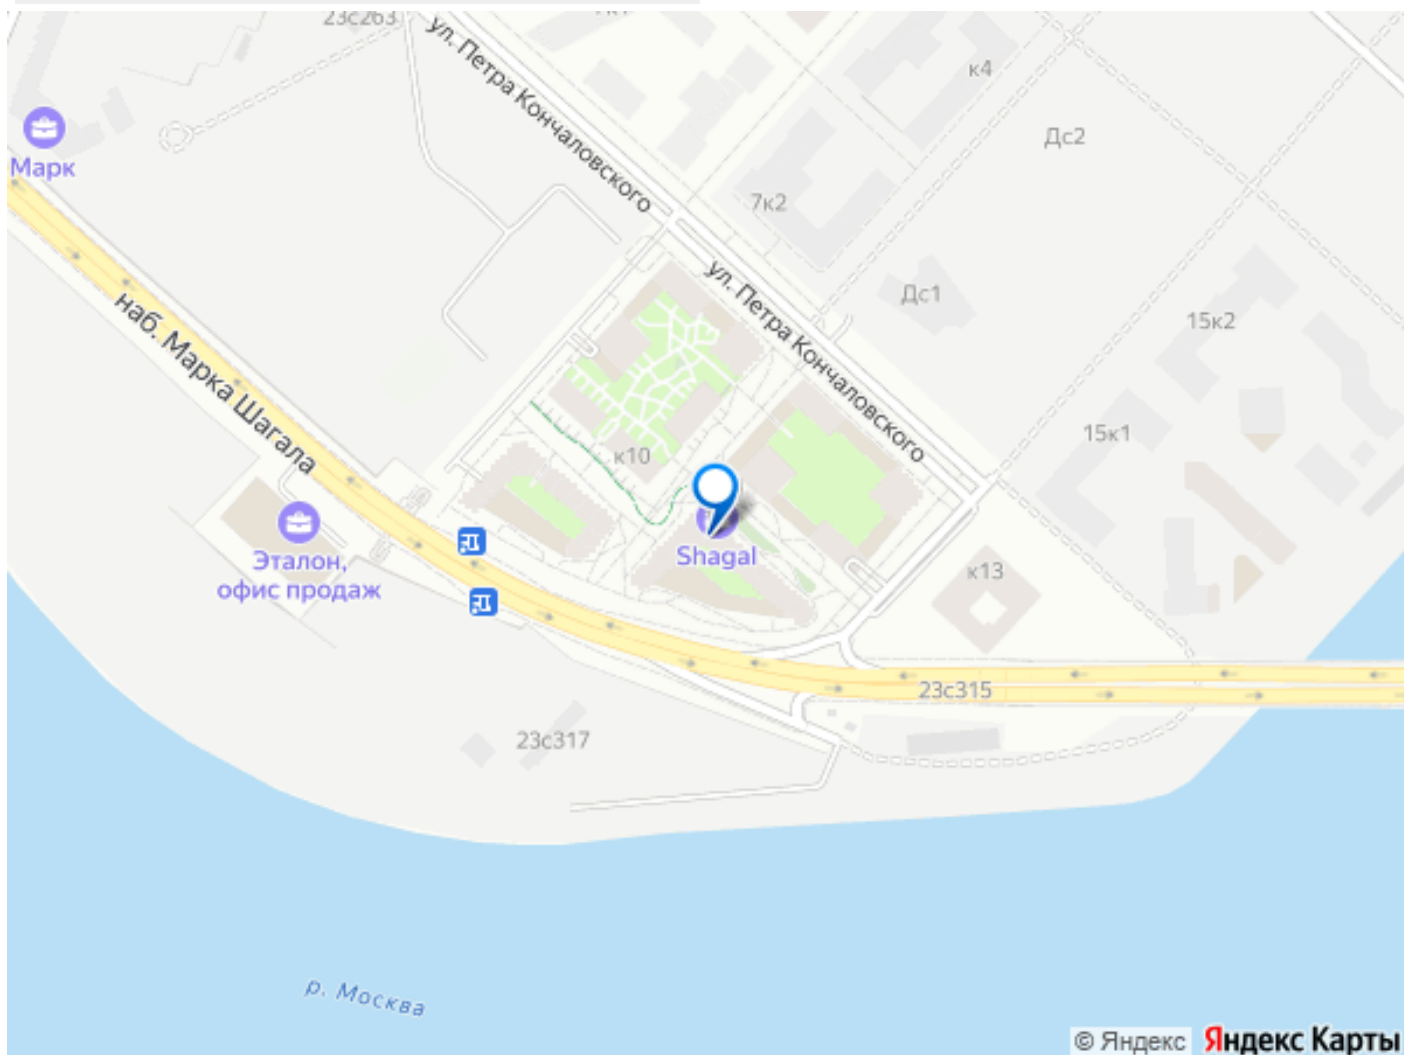 23с263
ул. Петра Кончаловского
к4
Марк
Дс2
7к2
ул. Петра Кончаловского
Дс1
15к2
наб. Марка Шагала
15к1
к10
Shagal
Эталон,
офис продаж
к13
23с315
23с317
р. Москва
© Яндекс Яндекс Карты